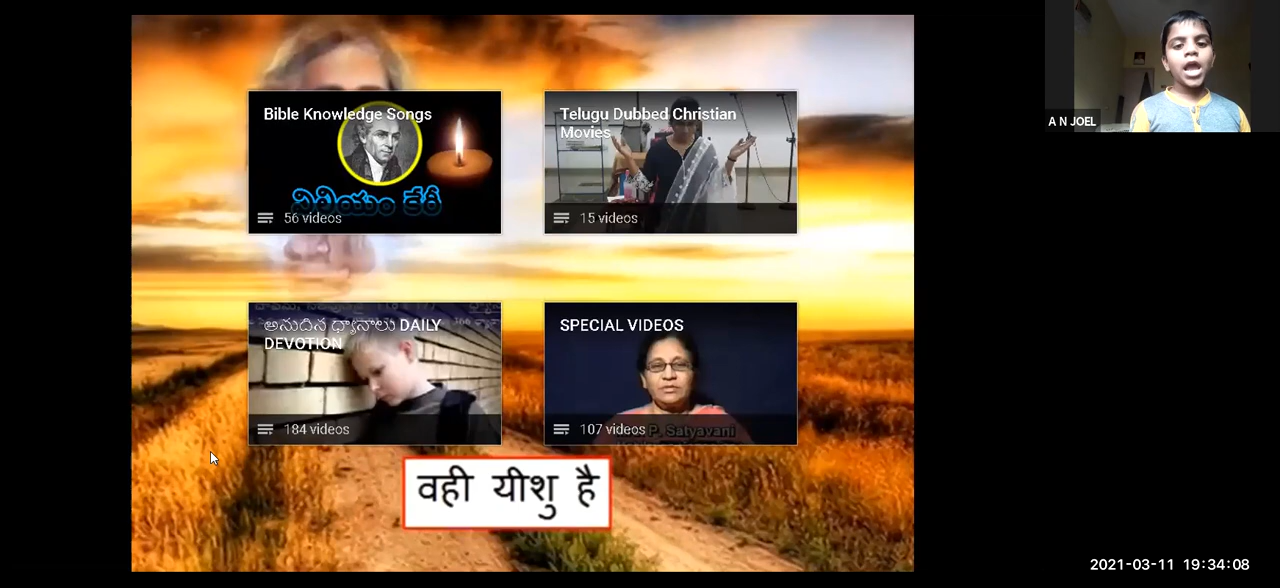 Bible Knowledge Songs
విలియం కేరీ
56 videos
Telugu Dubbed Christian
Movies
15 videos
అనుదిన ధ్యానాలు DAILY
DEVOTION
184 videos
SPECIAL VIDEOS
P. Satyavani
107 videos
वही यीशु है
A N JOEL
2021-03-11 19:34:08